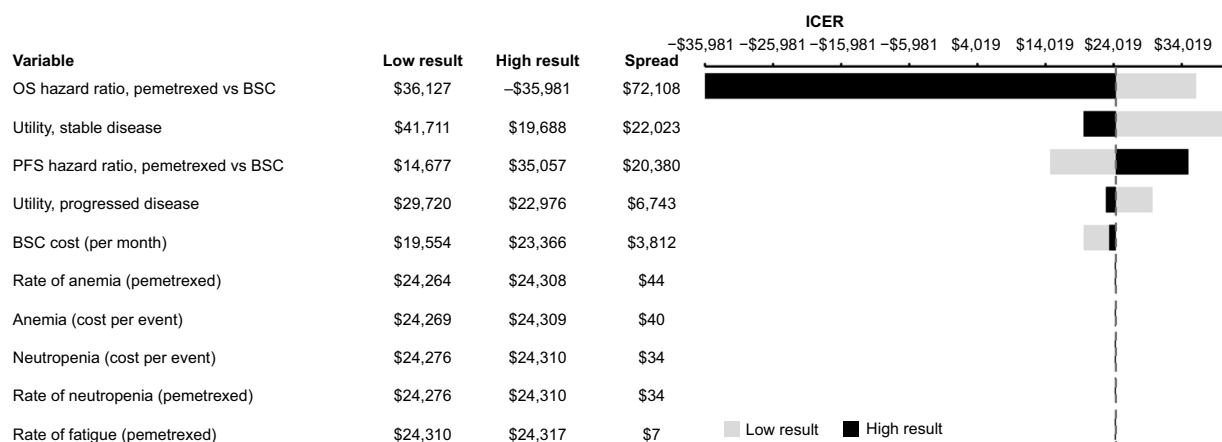 ICER
−$35,981 −$25,981 −$15,981 −$5,981 $4,019 $14,019 $24,019 $34,019
Variable Low result High result Spread
OS hazard ratio, pemetrexed vs BSC $36,127 –$35,981 $72,108
Utility, stable disease $41,711 $19,688 $22,023
PFS hazard ratio, pemetrexed vs BSC $14,677 $35,057 $20,380
Utility, progressed disease $29,720 $22,976 $6,743
BSC cost (per month) $19,554 $23,366 $3,812
Rate of anemia (pemetrexed) $24,264 $24,308 $44
Anemia (cost per event) $24,269 $24,309 $40
Neutropenia (cost per event) $24,276 $24,310 $34
Rate of neutropenia (pemetrexed) $24,276 $24,310 $34
Rate of fatigue (pemetrexed) $24,310 $24,317 $7
Low result High result